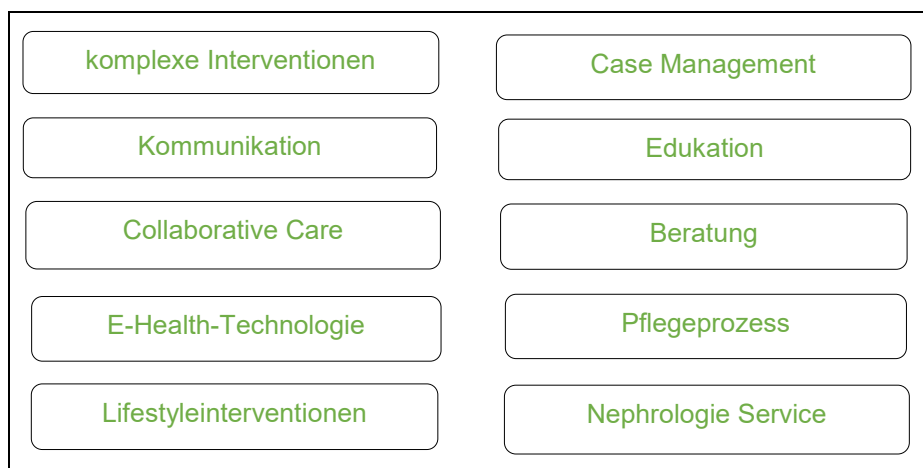 komplexe Interventionen
Case Management
Kommunikation
Edukation
Collaborative Care
Beratung
E-Health-Technologie
Pflegeprozess
Lifestyleinterventionen
Nephrologie Service